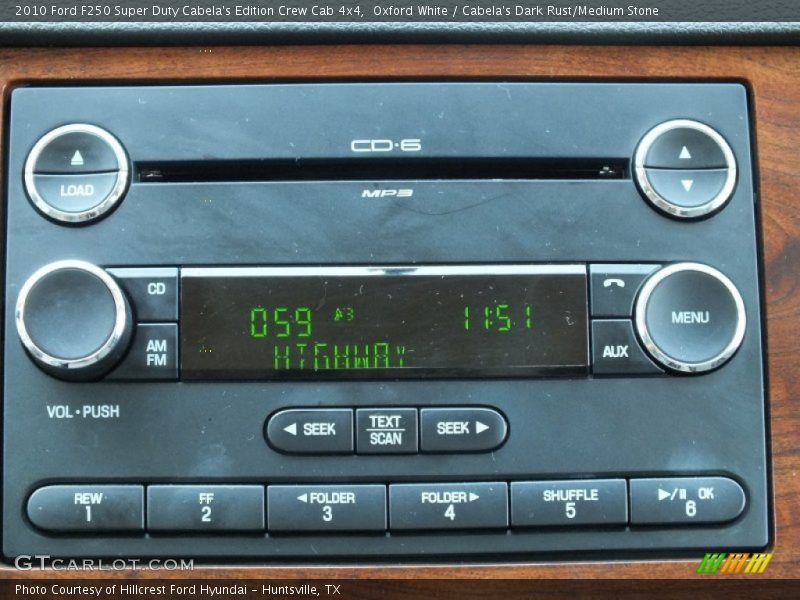 2010 Ford F250 Super Duty Cabela's Edition Crew Cab 4x4, Oxford White / Cabela's Dark Rust/Medium Stone
CD·6
LOAD
MP3
CD
AM
FM
059 A3 11:51
HIGHWAY
MENU
AUX
VOL·PUSH
SEEK
TEXT
SCAN
SEEK
REW
1
FF
2
FOLDER
3
FOLDER
4
SHUFFLE
5
OK
6
GTCARLOT.COM
Photo Courtesy of Hillcrest Ford Hyundai – Huntsville, TX